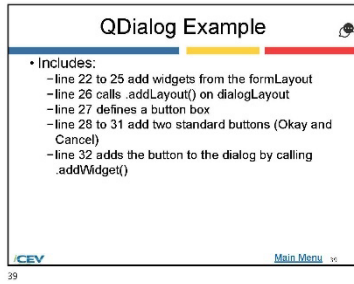 QDialog Example
• Includes:
–line 22 to 25 add widgets from the formLayout
–line 26 calls .addLayout() on dialogLayout
–line 27 defines a button box
–line 28 to 31 add two standard buttons (Okay and
Cancel)
–line 32 adds the button to the dialog by calling
.addWidget()
iCEV
Main Menu
39
39